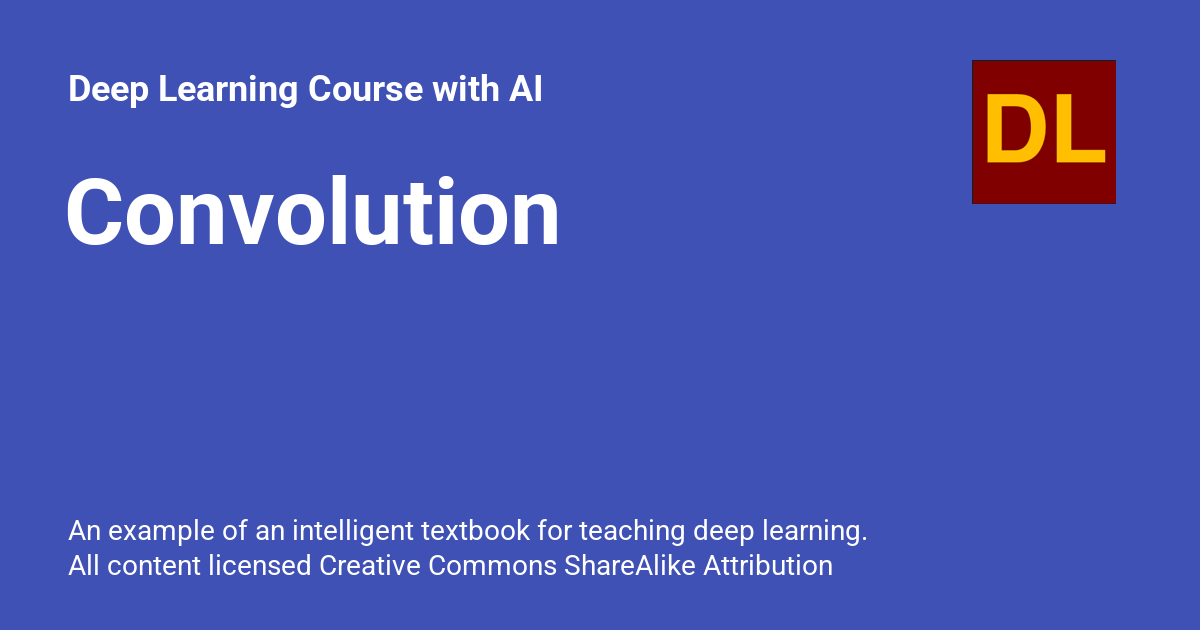 Deep Learning Course with AI
DL
Convolution
An example of an intelligent textbook for teaching deep learning.
All content licensed Creative Commons ShareAlike Attribution